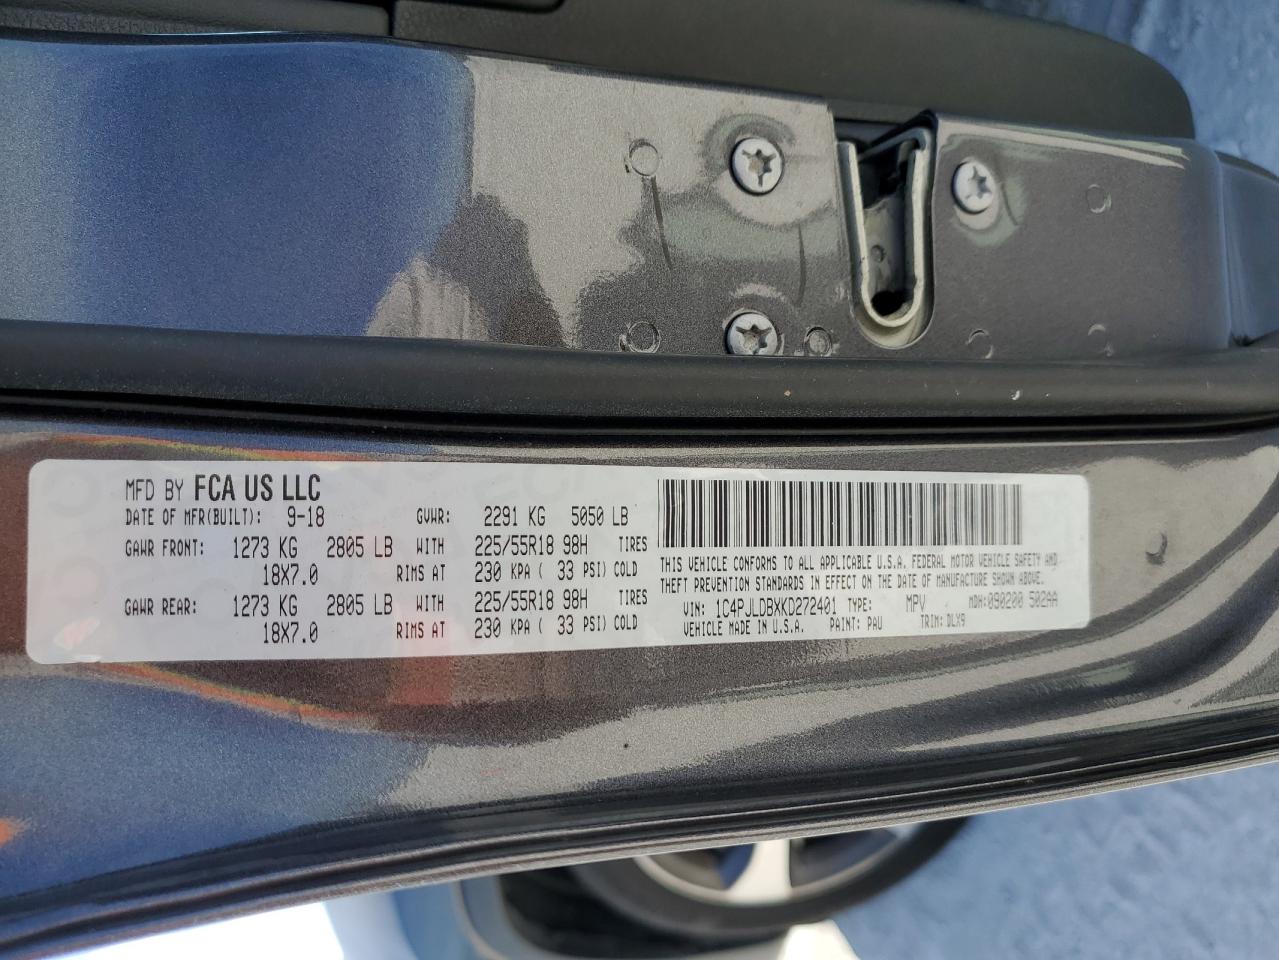 MFD BY FCA US LLC
DATE OF MFR(BUILT): 9-18 GVWR: 2291 KG 5050 LB
GAWR FRONT: 1273 KG 2805 LB WITH 225/55R18 98H TIRES
18X7.0 RIMS AT 230 KPA ( 33 PSI) COLD
GAWR REAR: 1273 KG 2805 LB WITH 225/55R18 98H TIRES
18X7.0 RIMS AT 230 KPA ( 33 PSI) COLD
THIS VEHICLE CONFORMS TO ALL APPLICABLE U.S.A. FEDERAL MOTOR VEHICLE SAFETY AND
THEFT PREVENTION STANDARDS IN EFFECT ON THE DATE OF MANUFACTURE SHOWN ABOVE.
VIN: 1C4PJLDBXKD272401 TYPE: MPV MDH:090200 502AA
VEHICLE MADE IN U.S.A. PAINT: PAU TRIM: DLX9